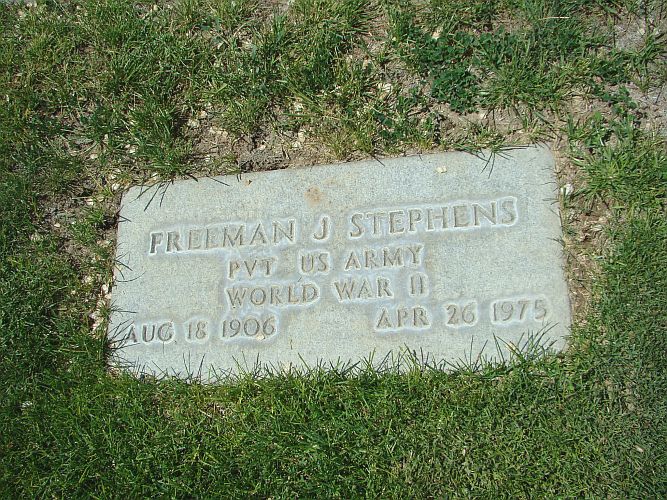 FREEMAN J STEPHENS
PVT US ARMY
WORLD WAR II
AUG 18 1906 APR 26 1975